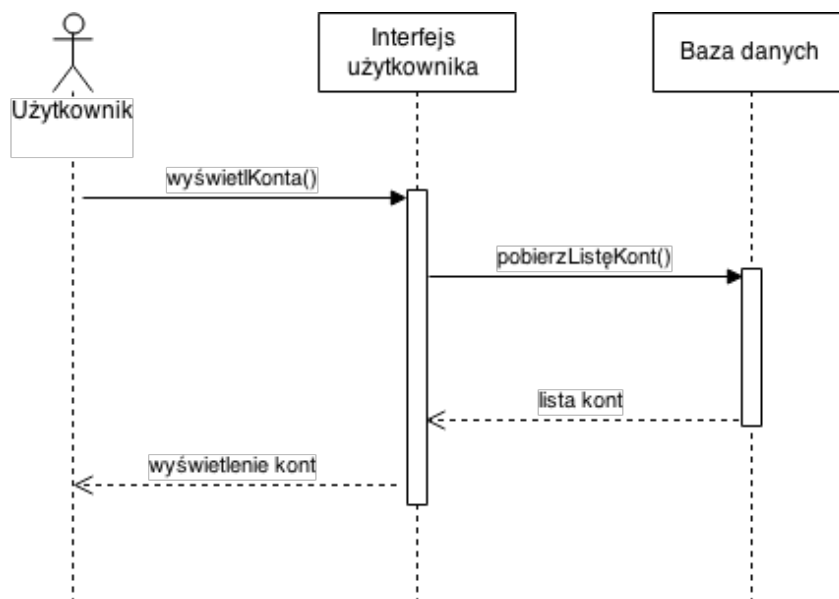 Użytkownik
Interfejs
użytkownika
Baza danych
wyświetlKonta()
pobierzListęKont()
lista kont
wyświetlenie kont